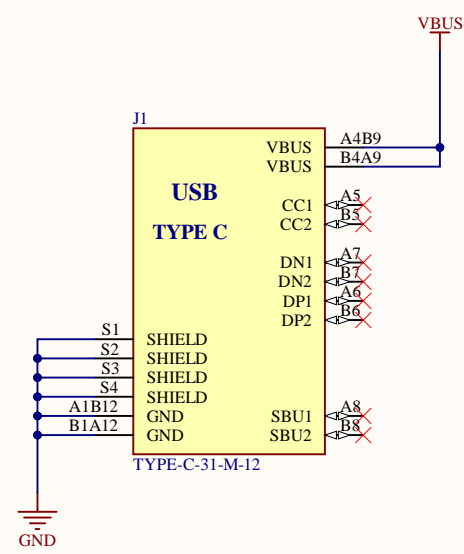 VBUS
J1
USB
TYPE C
VBUS A4B9
VBUS B4A9
CC1 A5
CC2 B5
DN1 A7
DN2 B7
DP1 A6
DP2 B6
S1 SHIELD
S2 SHIELD
S3 SHIELD
S4 SHIELD
A1B12 GND
B1A12 GND
SBU1 A8
SBU2 B8
TYPE-C-31-M-12
GND